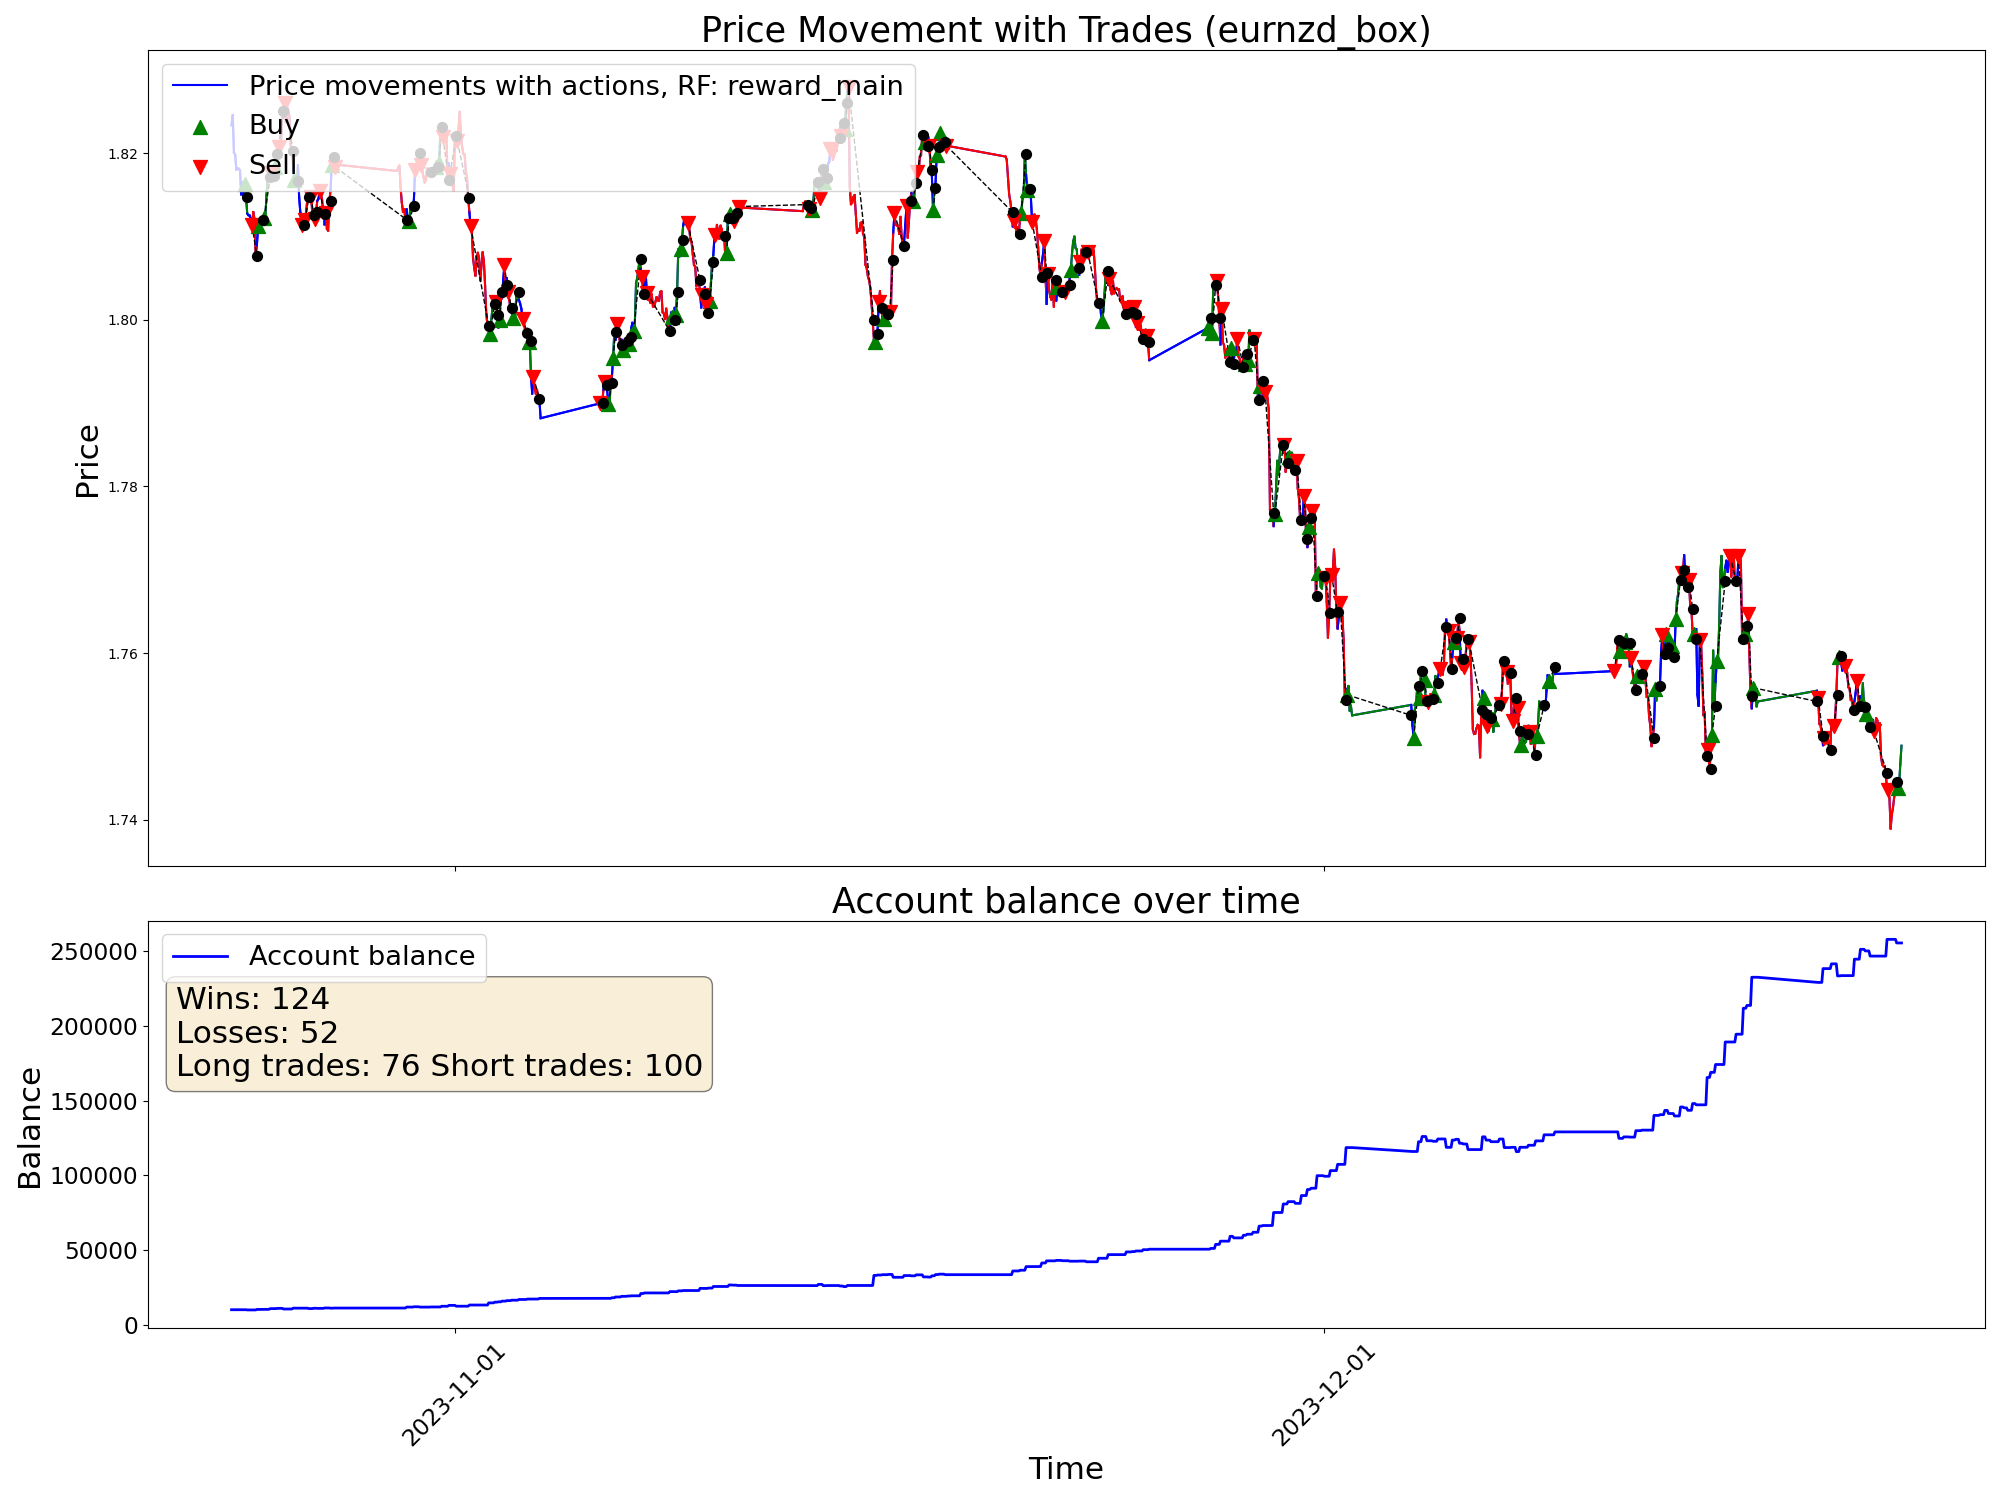 Price Movement with Trades (eurnzd_box)
Price movements with actions, RF: reward_main
Buy
Sell
Price
1.82
1.80
1.78
1.76
1.74
Account balance over time
Account balance
Wins: 124
Losses: 52
Long trades: 76 Short trades: 100
Balance
250000
200000
150000
100000
50000
0
2023-11-01
2023-12-01
Time